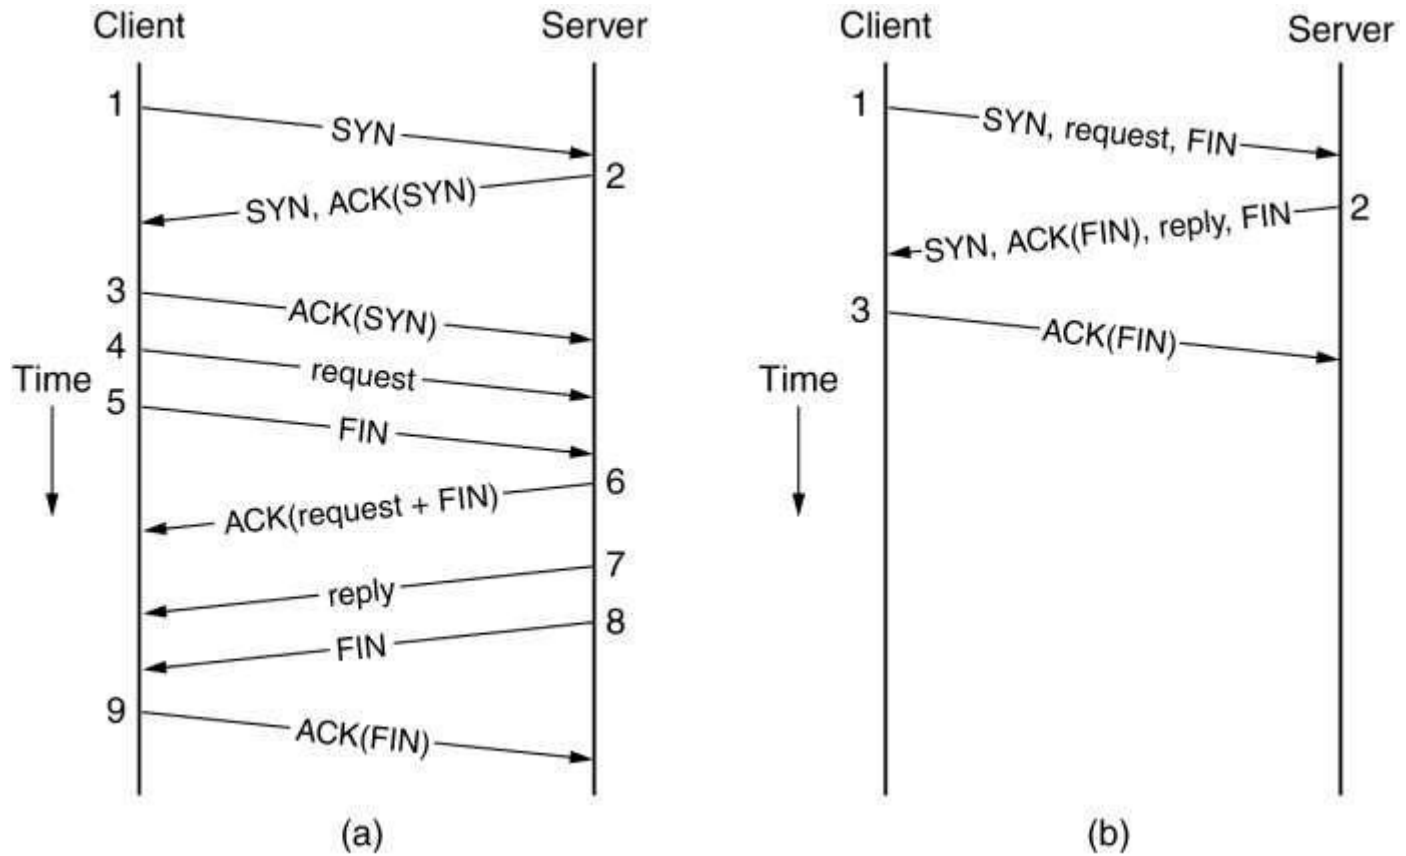 Client
Server
1
SYN
2
SYN, ACK(SYN)
3
ACK(SYN)
4
request
Time
5
FIN
6
ACK(request + FIN)
7
reply
8
FIN
9
ACK(FIN)
(a)
Client
Server
1
SYN, request, FIN
2
SYN, ACK(FIN), reply, FIN
3
ACK(FIN)
Time
(b)